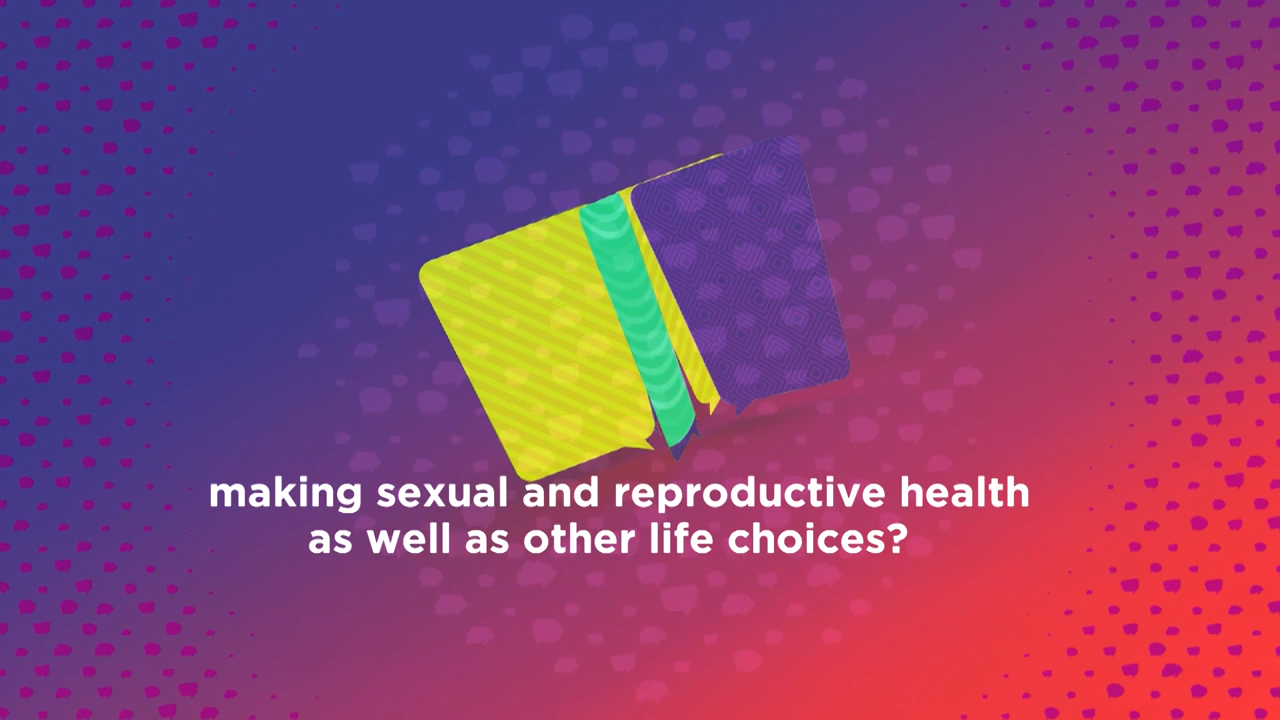 making sexual and reproductive health
as well as other life choices?